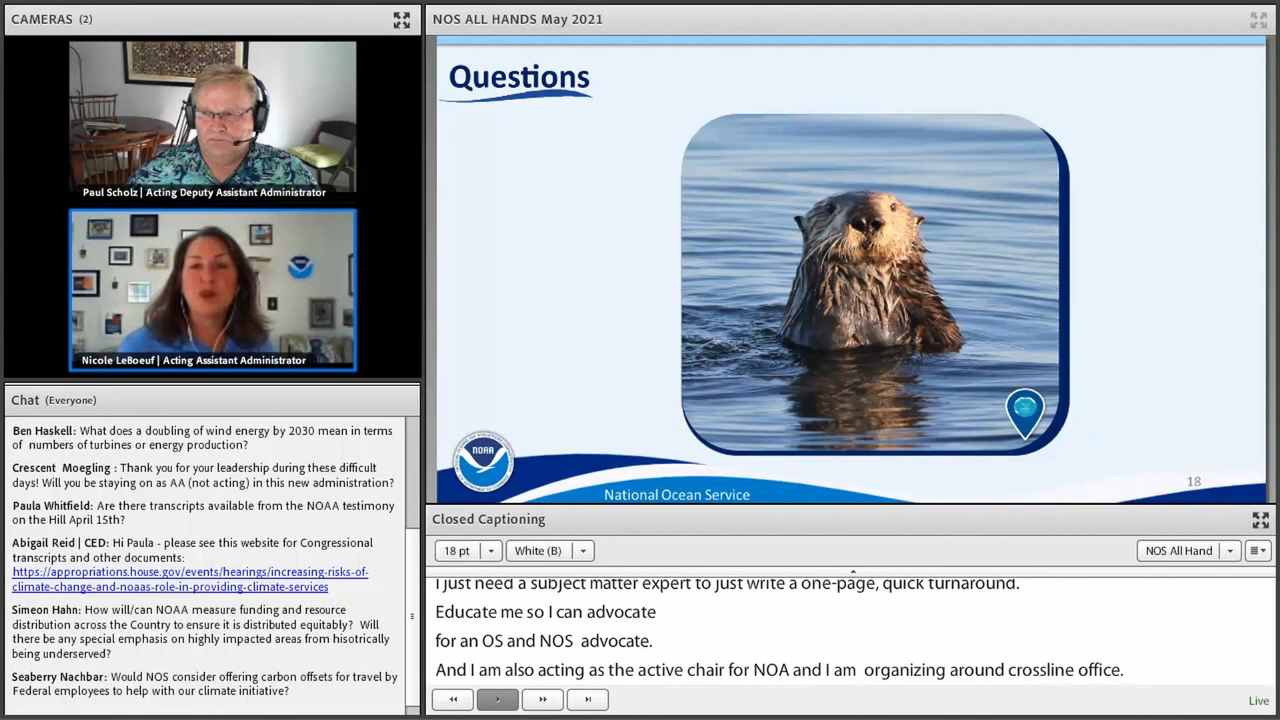 CAMERAS (2)
Paul Scholz | Acting Deputy Assistant Administrator
Nicole LeBoeuf | Acting Assistant Administrator
Chat (Everyone)
Ben Haskell: What does a doubling of wind energy by 2030 mean in terms
of numbers of turbines or energy production?
Crescent Moegling : Thank you for your leadership during these difficult
days! Will you be staying on as AA (not acting) in this new administration?
Paula Whitfield: Are there transcripts available from the NOAA testimony
on the Hill April 15th?
Abigail Reid | CED: Hi Paula - please see this website for Congressional
transcripts and other documents:
https://appropriations.house.gov/events/hearings/increasing-risks-of-
climate-change-and-noaas-role-in-providing-climate-services
Simeon Hahn: How will/can NOAA measure funding and resource
distribution across the Country to ensure it is distributed equitably? Will
there be any special emphasis on highly impacted areas from hisotrically
being underserved?
Seaberry Nachbar: Would NOS consider offering carbon offsets for travel by
Federal employees to help with our climate initiative?
NOS ALL HANDS May 2021
Questions
NOAA
National Ocean Service
18
Closed Captioning
18 pt
White (B)
NOS All Hand
I just need a subject matter expert to just write a one-page, quick turnaround.
Educate me so I can advocate
for an OS and NOS advocate.
And I am also acting as the active chair for NOA and I am organizing around crossline office.
Live